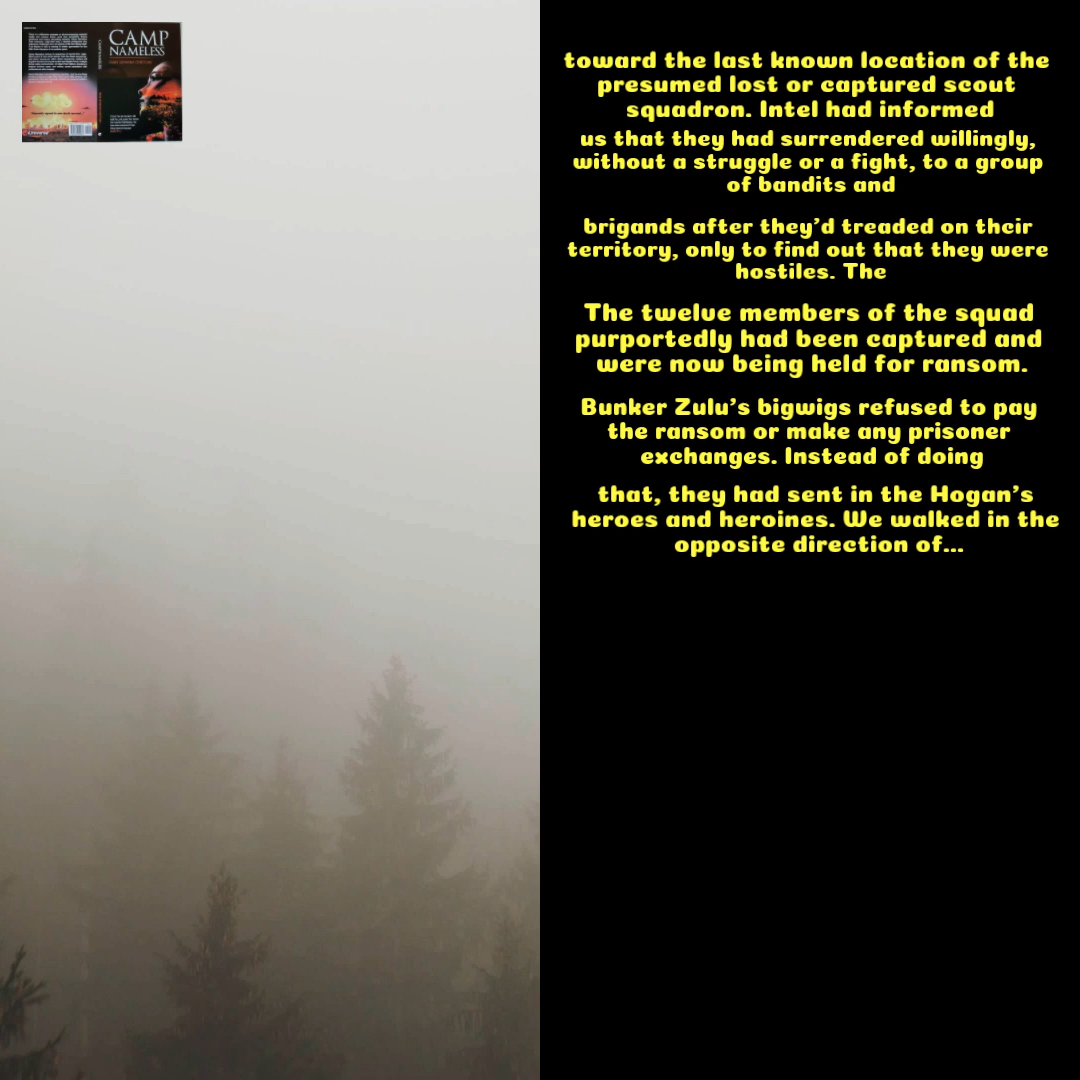 CAMP
NAMELESS
toward the last known location of the
presumed lost or captured scout
squadron. Intel had informed
us that they had surrendered willingly,
without a struggle or a fight, to a group
of bandits and
brigands after they’d treaded on their
territory, only to find out that they were
hostiles. The
The twelve members of the squad
purportedly had been captured and
were now being held for ransom.
Bunker Zulu’s bigwigs refused to pay
the ransom or make any prisoner
exchanges. Instead of doing
that, they had sent in the Hogan’s
heroes and heroines. We walked in the
opposite direction of...